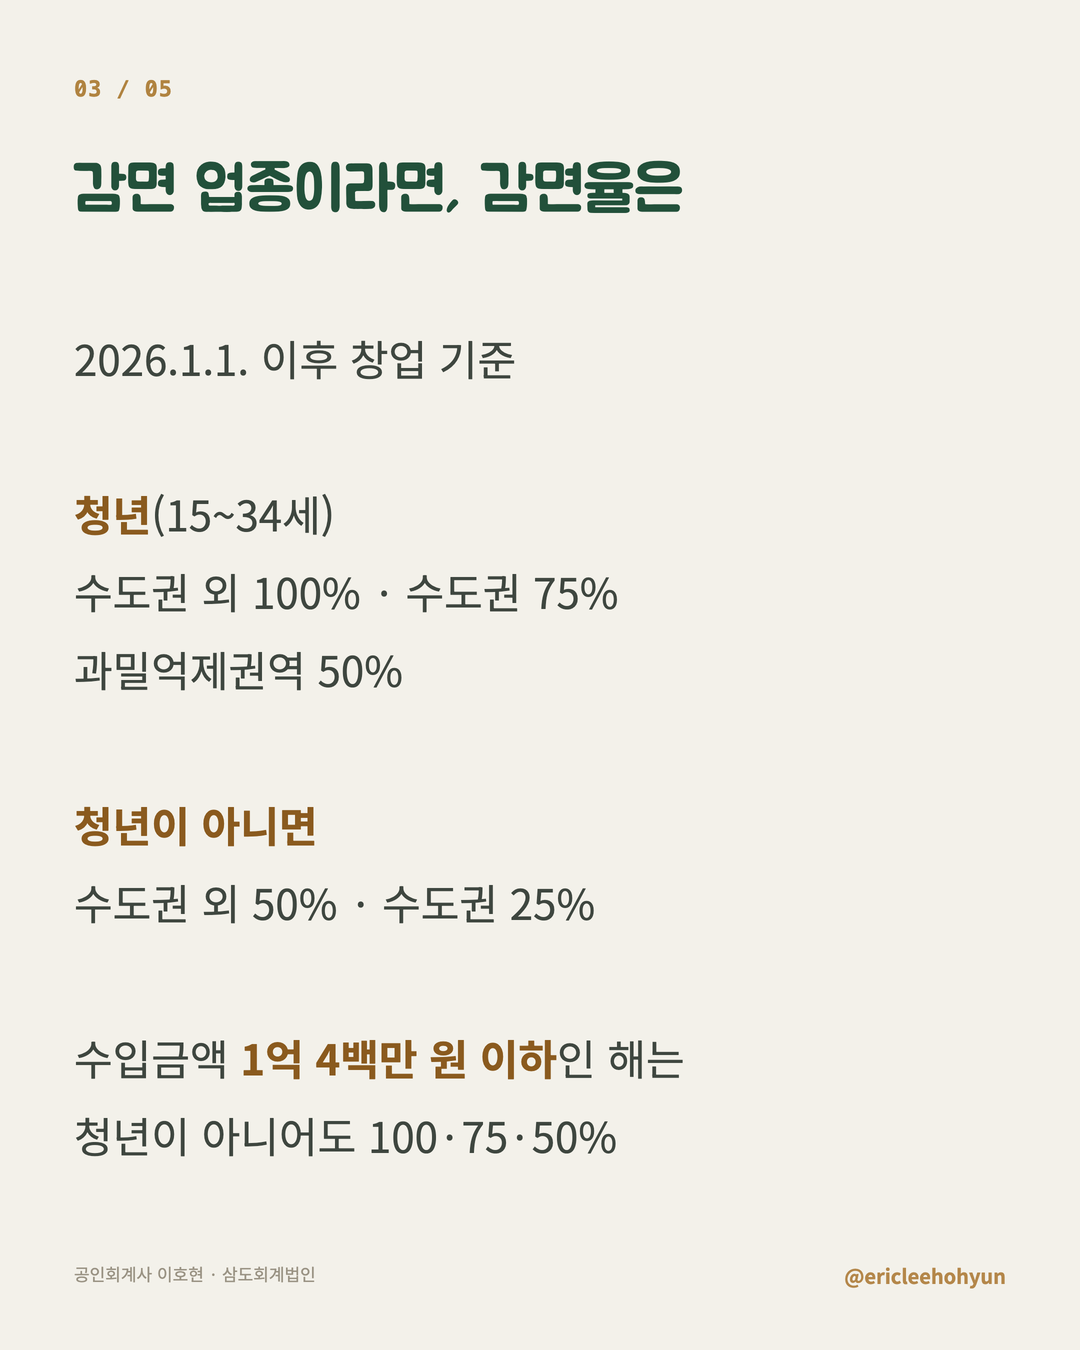 03 / 05
감면 업종이라면, 감면율은
2026.1.1. 이후 창업 기준
청년(15~34세)
수도권 외 100% · 수도권 75%
과밀억제권역 50%
청년이 아니면
수도권 외 50% · 수도권 25%
수입금액 1억 4백만 원 이하인 해는
청년이 아니어도 100·75·50%
공인회계사 이호현 · 삼도회계법인
@ericleehohyun